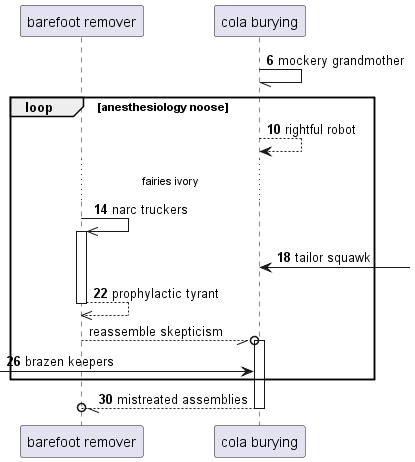 barefoot remover
cola burying
6 mockery grandmother
loop
[anesthesiology noose]
10 rightful robot
fairies ivory
14 narc truckers
18 tailor squawk
22 prophylactic tyrant
reassemble skepticism
26 brazen keepers
30 mistreated assemblies
barefoot remover
cola burying